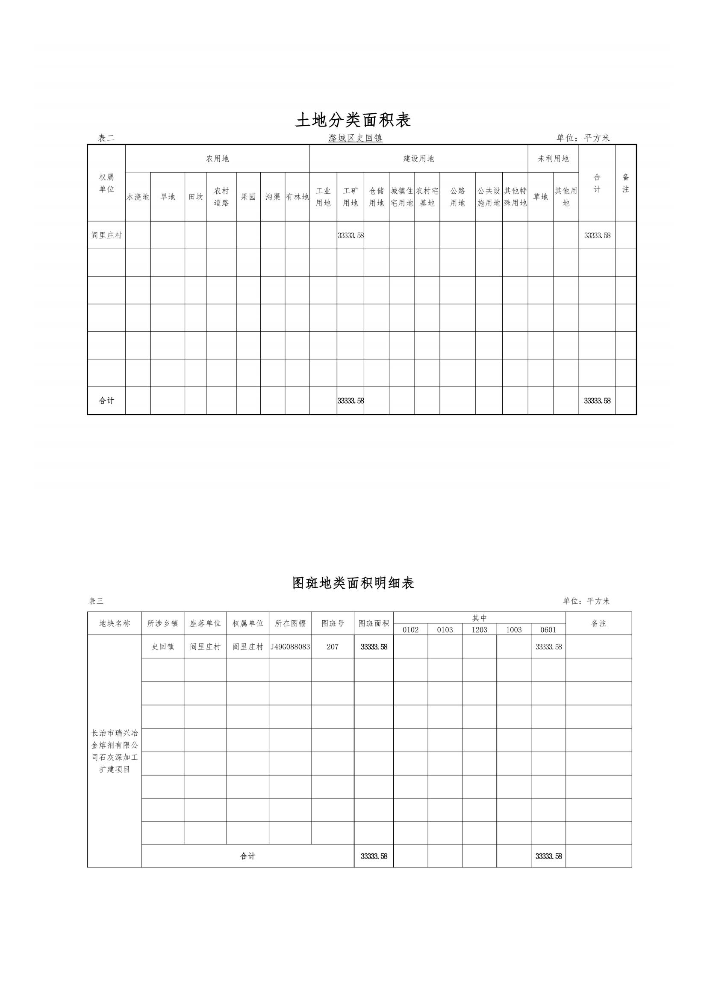 土地分类面积表
表二 潞城区史回镇 单位：平方米
权属单位 农用地 建设用地 未利用地 合计 备注
水浇地 旱地 田坎 农村道路 果园 沟渠 有林地 工业用地 工矿用地 仓储用地 城镇住宅用地 农村宅基地 公路用地 公共设施用地 其他特殊用地 草地 其他用地
阎里庄村 33333.58 33333.58
合计 33333.58 33333.58
图斑地类面积明细表
表三 单位：平方米
地块名称 所涉乡镇 座落单位 权属单位 所在图幅 图斑号 图斑面积 其中 备注
0102 0103 1203 1003 0601
史回镇 阎里庄村 阎里庄村 J49G088083 207 33333.58 33333.58
长治市瑞兴冶
金熔剂有限公
司石灰深加工
扩建项目
合计 33333.58 33333.58